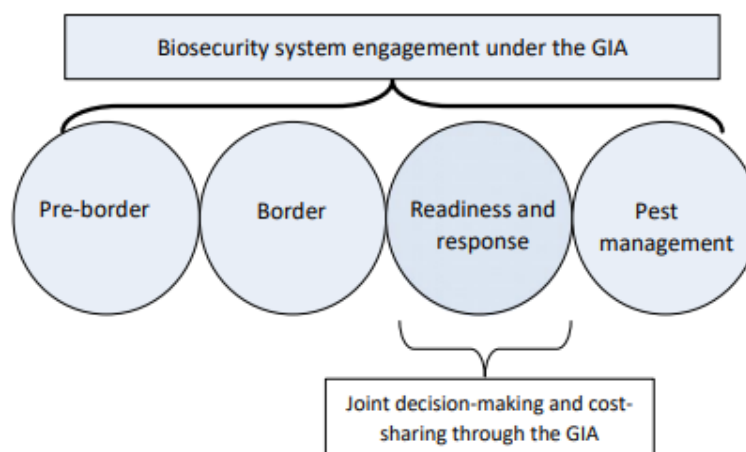 Biosecurity system engagement under the GIA
Pre-border
Border
Readiness and
response
Pest
management
Joint decision-making and cost-
sharing through the GIA